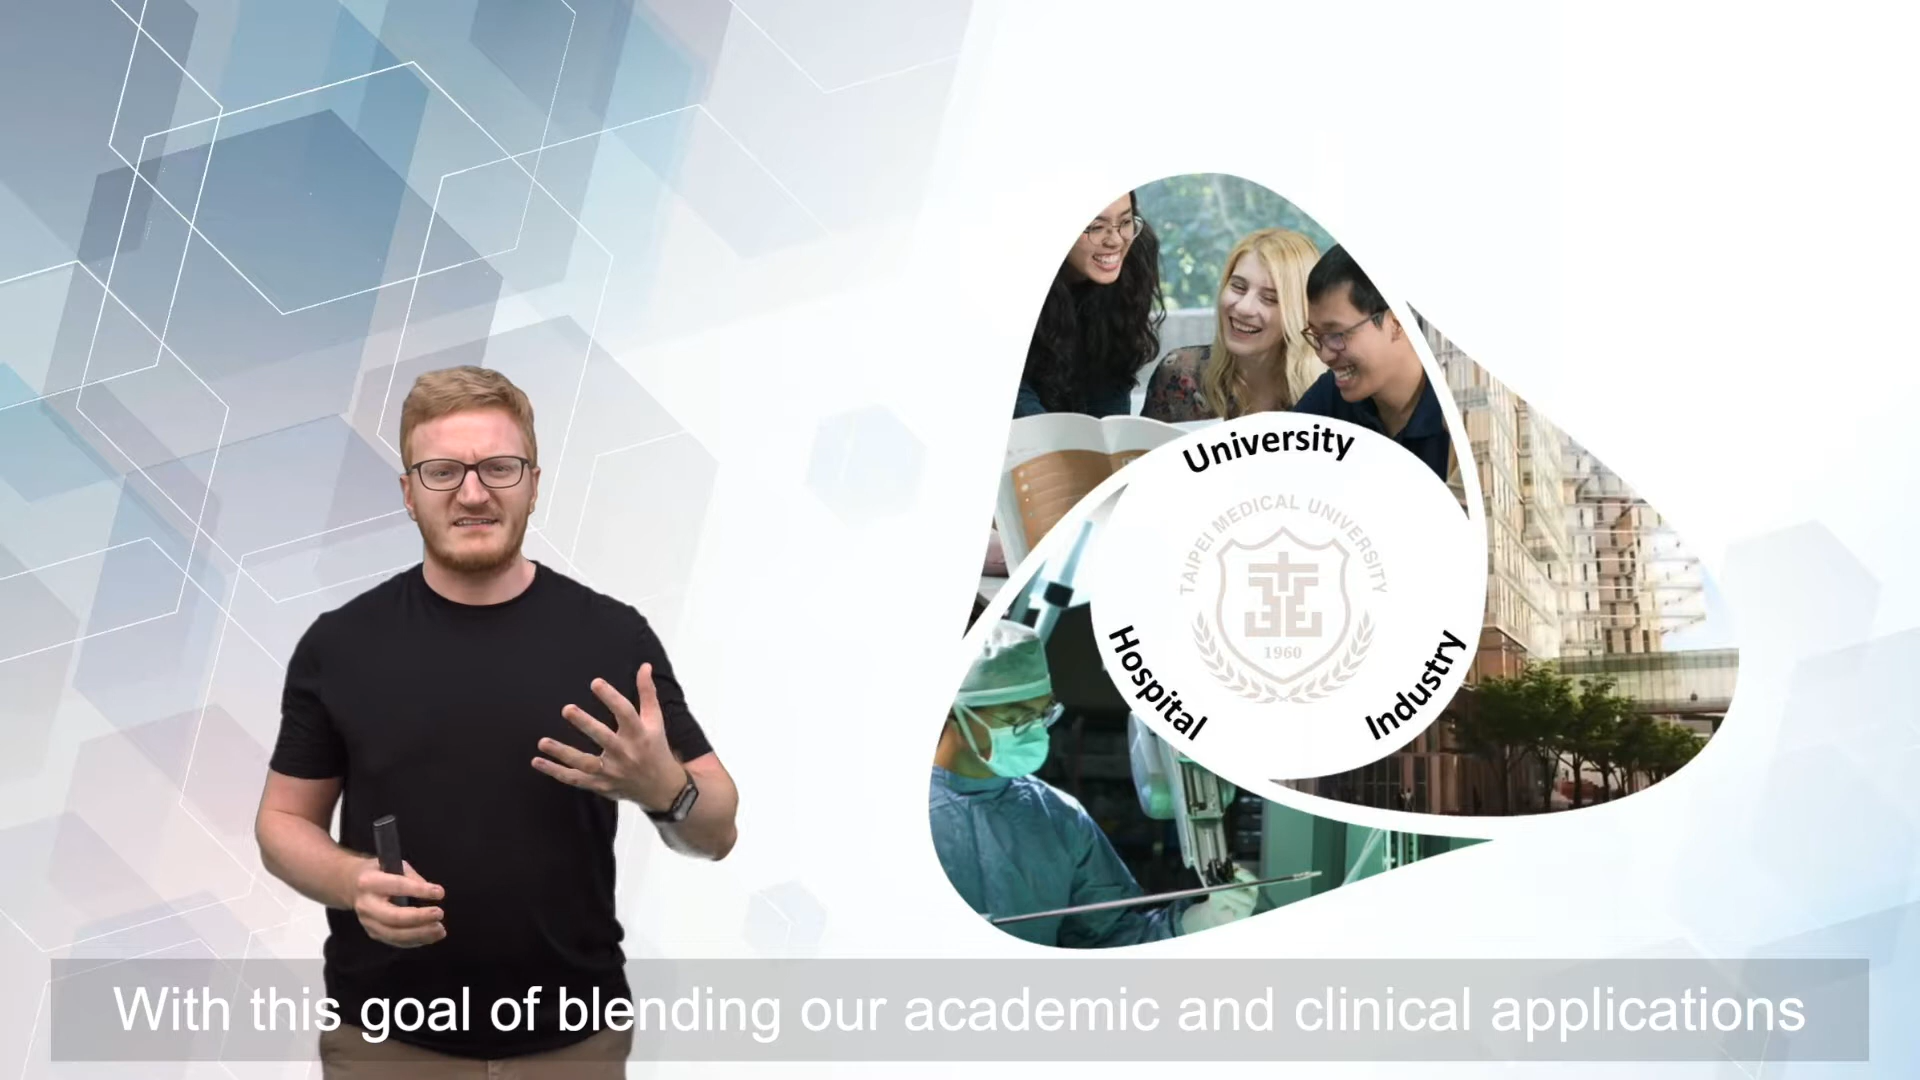 University
TAIPEI MEDICAL UNIVERSITY
1960
Hospital
Industry
With this goal of blending our academic and clinical applications